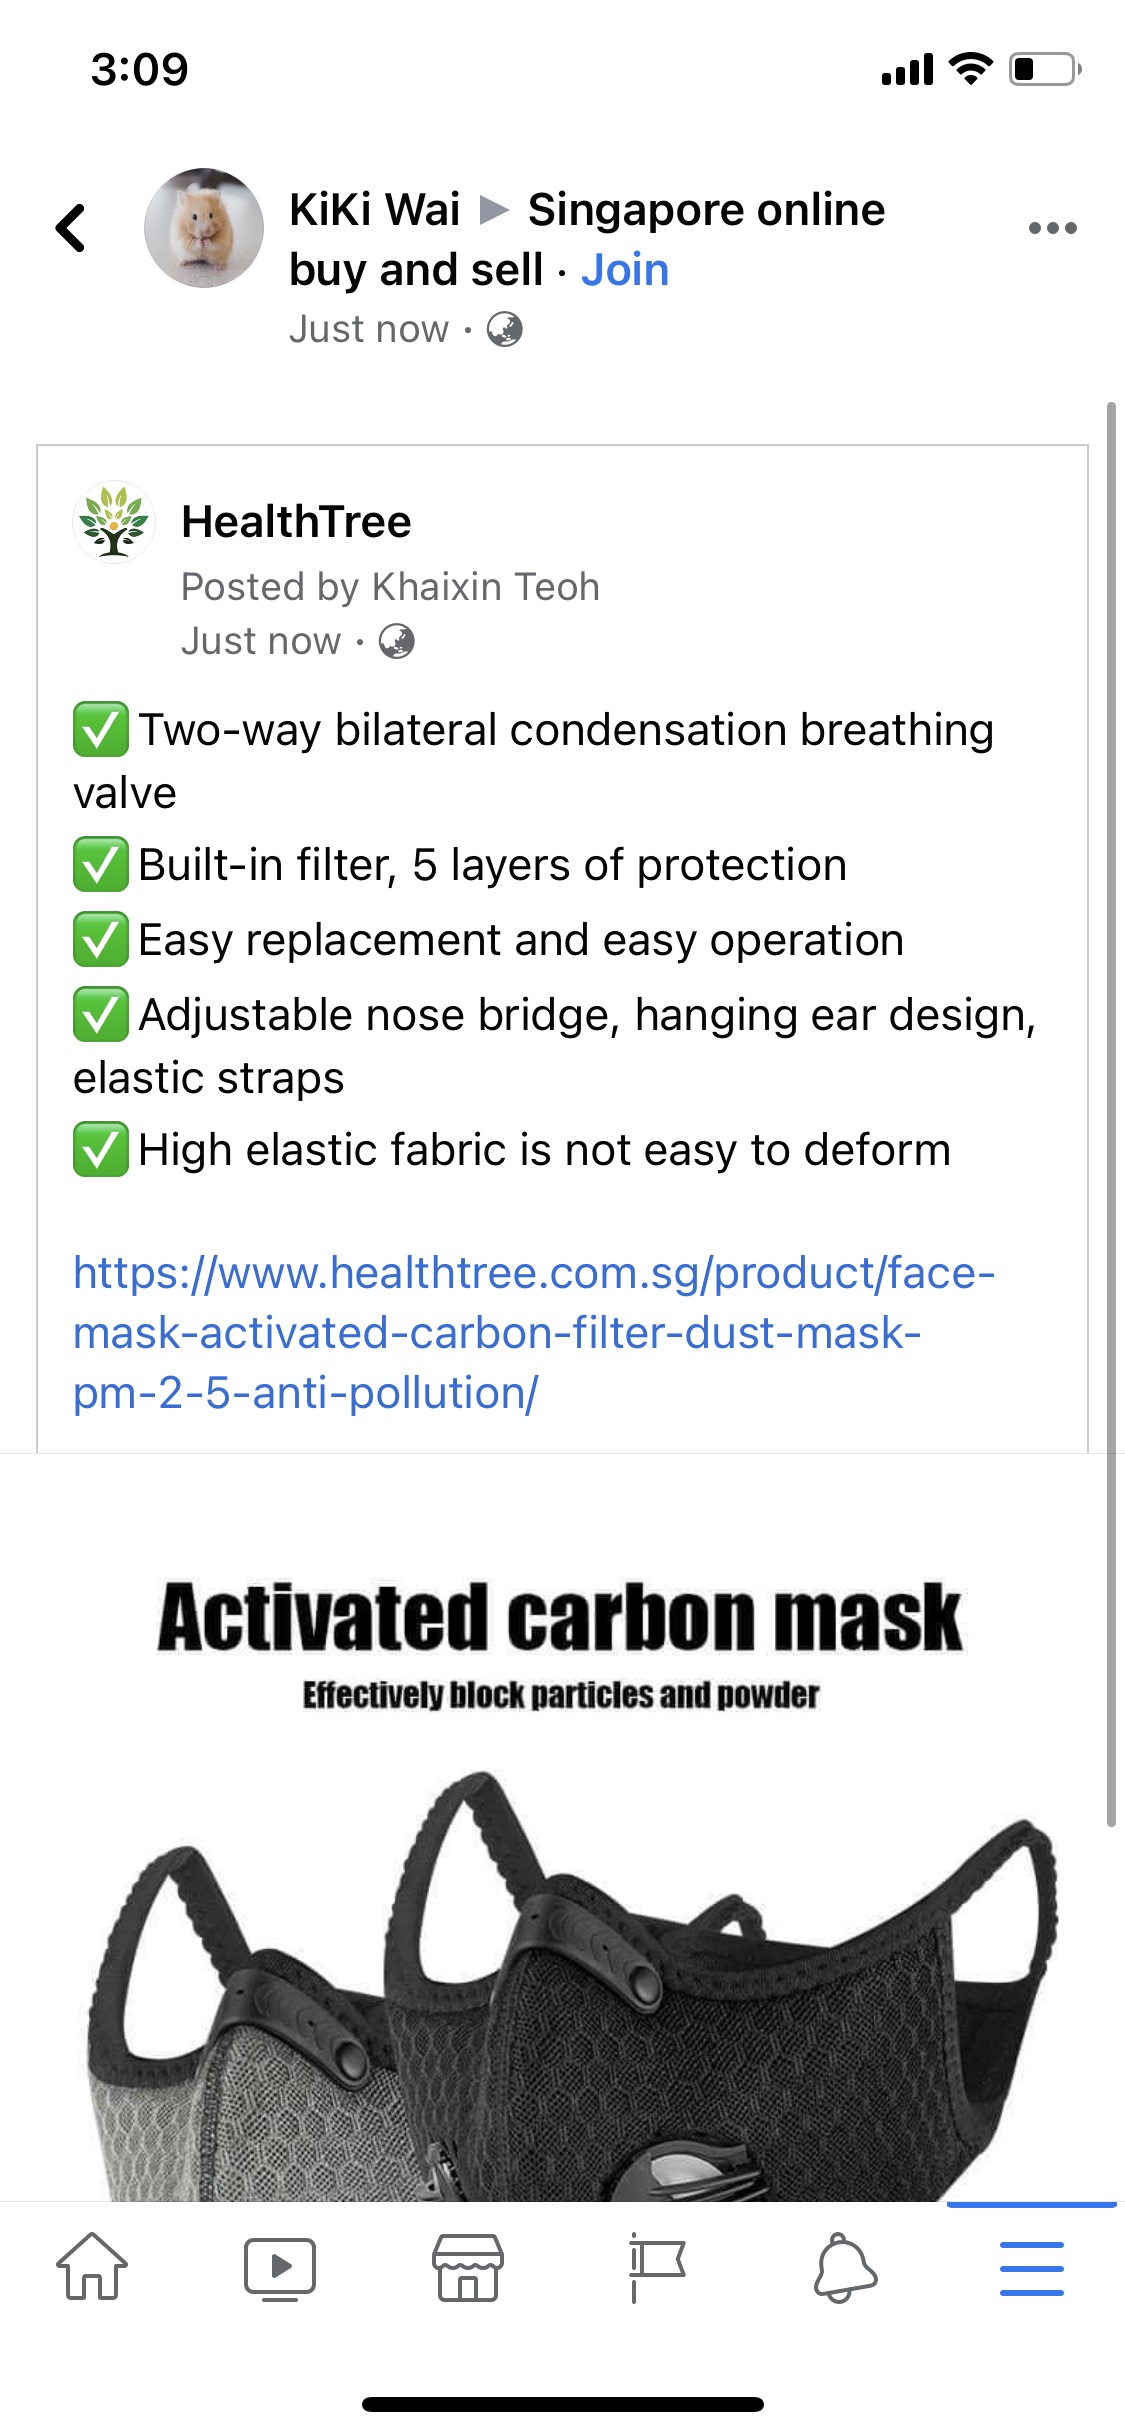 3:09
KiKi Wai ▶ Singapore online
buy and sell · Join
Just now ·
HealthTree
Posted by Khaixin Teoh
Just now ·
✅Two-way bilateral condensation breathing
valve
✅Built-in filter, 5 layers of protection
✅Easy replacement and easy operation
✅Adjustable nose bridge, hanging ear design,
elastic straps
✅High elastic fabric is not easy to deform
https://www.healthtree.com.sg/product/face-
mask-activated-carbon-filter-dust-mask-
pm-2-5-anti-pollution/
Activated carbon mask
Effectively block particles and powder